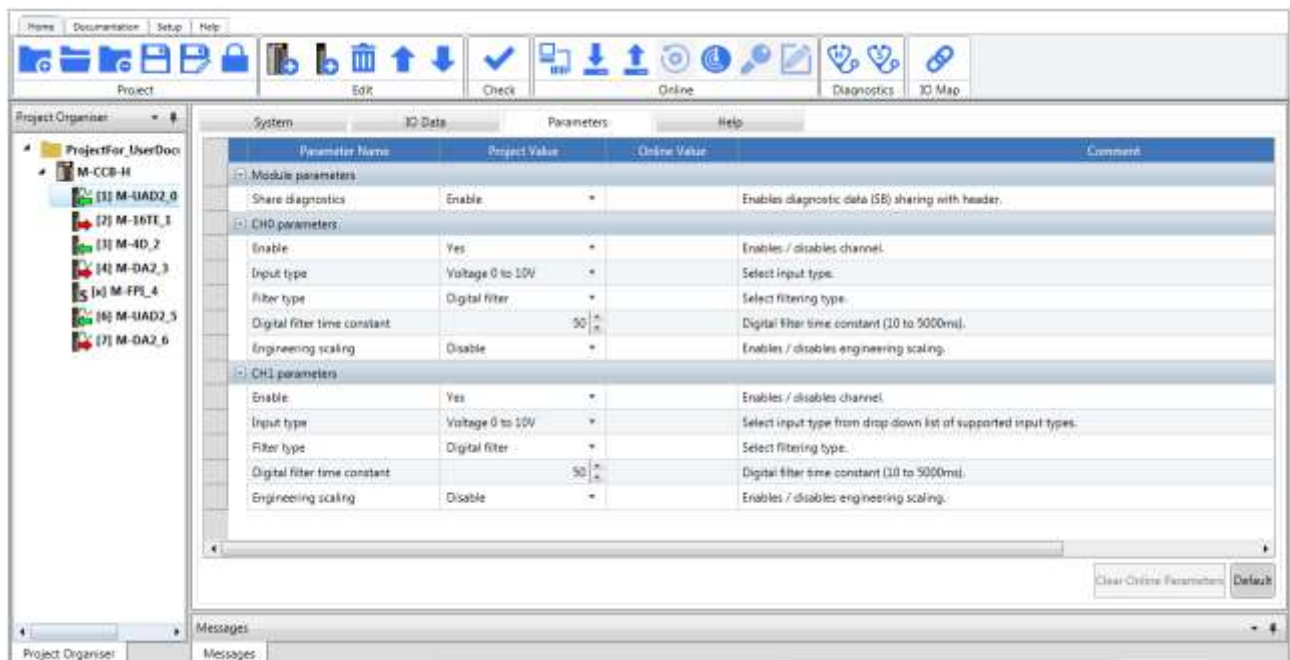 Home Documentation Setup Help
Project Edit Check Online Diagnostics IO Map
Project Organiser
ProjectFor_UserDoc
M-CCB-H
[1] M-UAD2_0
[2] M-16TE_1
[3] M-4D_2
[4] M-DA2_3
[x] M-FPI_4
[6] M-UAD2_5
[7] M-DA2_6
System IO Data Parameters Help
Parameter Name Project Value Online Value Comment
Module parameters
Share diagnostics Enable Enables diagnostic data (SB) sharing with header.
CH0 parameters
Enable Yes Enables / disables channel.
Input type Voltage 0 to 10V Select input type.
Filter type Digital filter Select filtering type.
Digital filter time constant 50 Digital filter time constant (10 to 5000ms).
Engineering scaling Disable Enables / disables engineering scaling.
CH1 parameters
Enable Yes Enables / disables channel.
Input type Voltage 0 to 10V Select input type from drop down list of supported input types.
Filter type Digital filter Select filtering type.
Digital filter time constant 50 Digital filter time constant (10 to 5000ms).
Engineering scaling Disable Enables / disables engineering scaling.
Clear Online Parameters Default
Messages
Project Organiser Messages